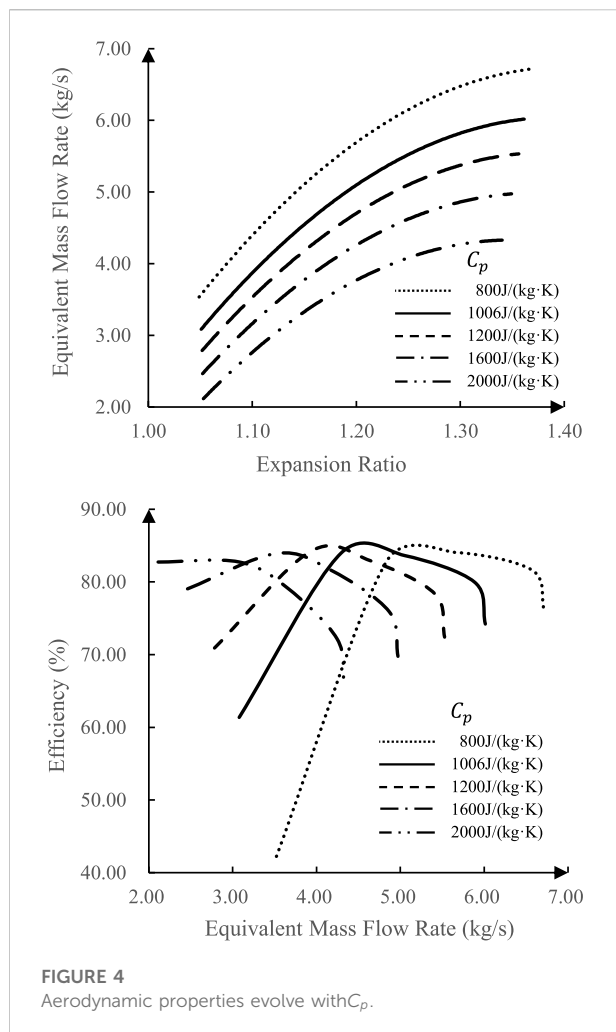 7.00
6.00
5.00
4.00
3.00
2.00
Equivalent Mass Flow Rate (kg/s)
1.00 1.10 1.20 1.30 1.40
Expansion Ratio
Cp
800J/(kg·K)
1006J/(kg·K)
1200J/(kg·K)
1600J/(kg·K)
2000J/(kg·K)
90.00
80.00
70.00
60.00
50.00
40.00
Efficiency (%)
2.00 3.00 4.00 5.00 6.00 7.00
Equivalent Mass Flow Rate (kg/s)
Cp
800J/(kg·K)
1006J/(kg·K)
1200J/(kg·K)
1600J/(kg·K)
2000J/(kg·K)
FIGURE 4
Aerodynamic properties evolve withCp.